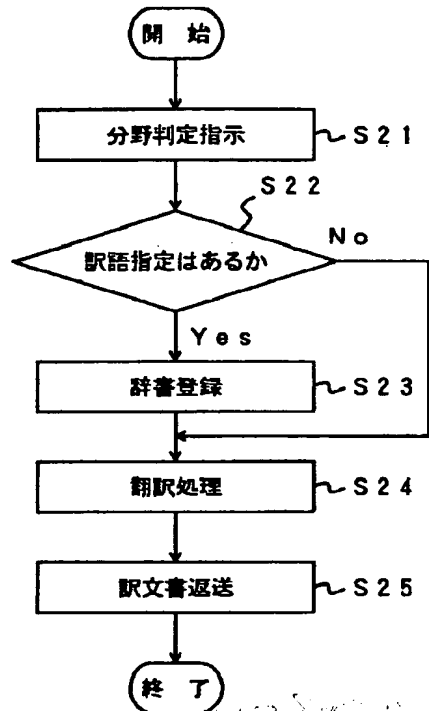 開 始
分野判定指示
S21
S22
訳語指定はあるか
No
Yes
辞書登録
S23
翻訳処理
S24
訳文書返送
S25
終 了